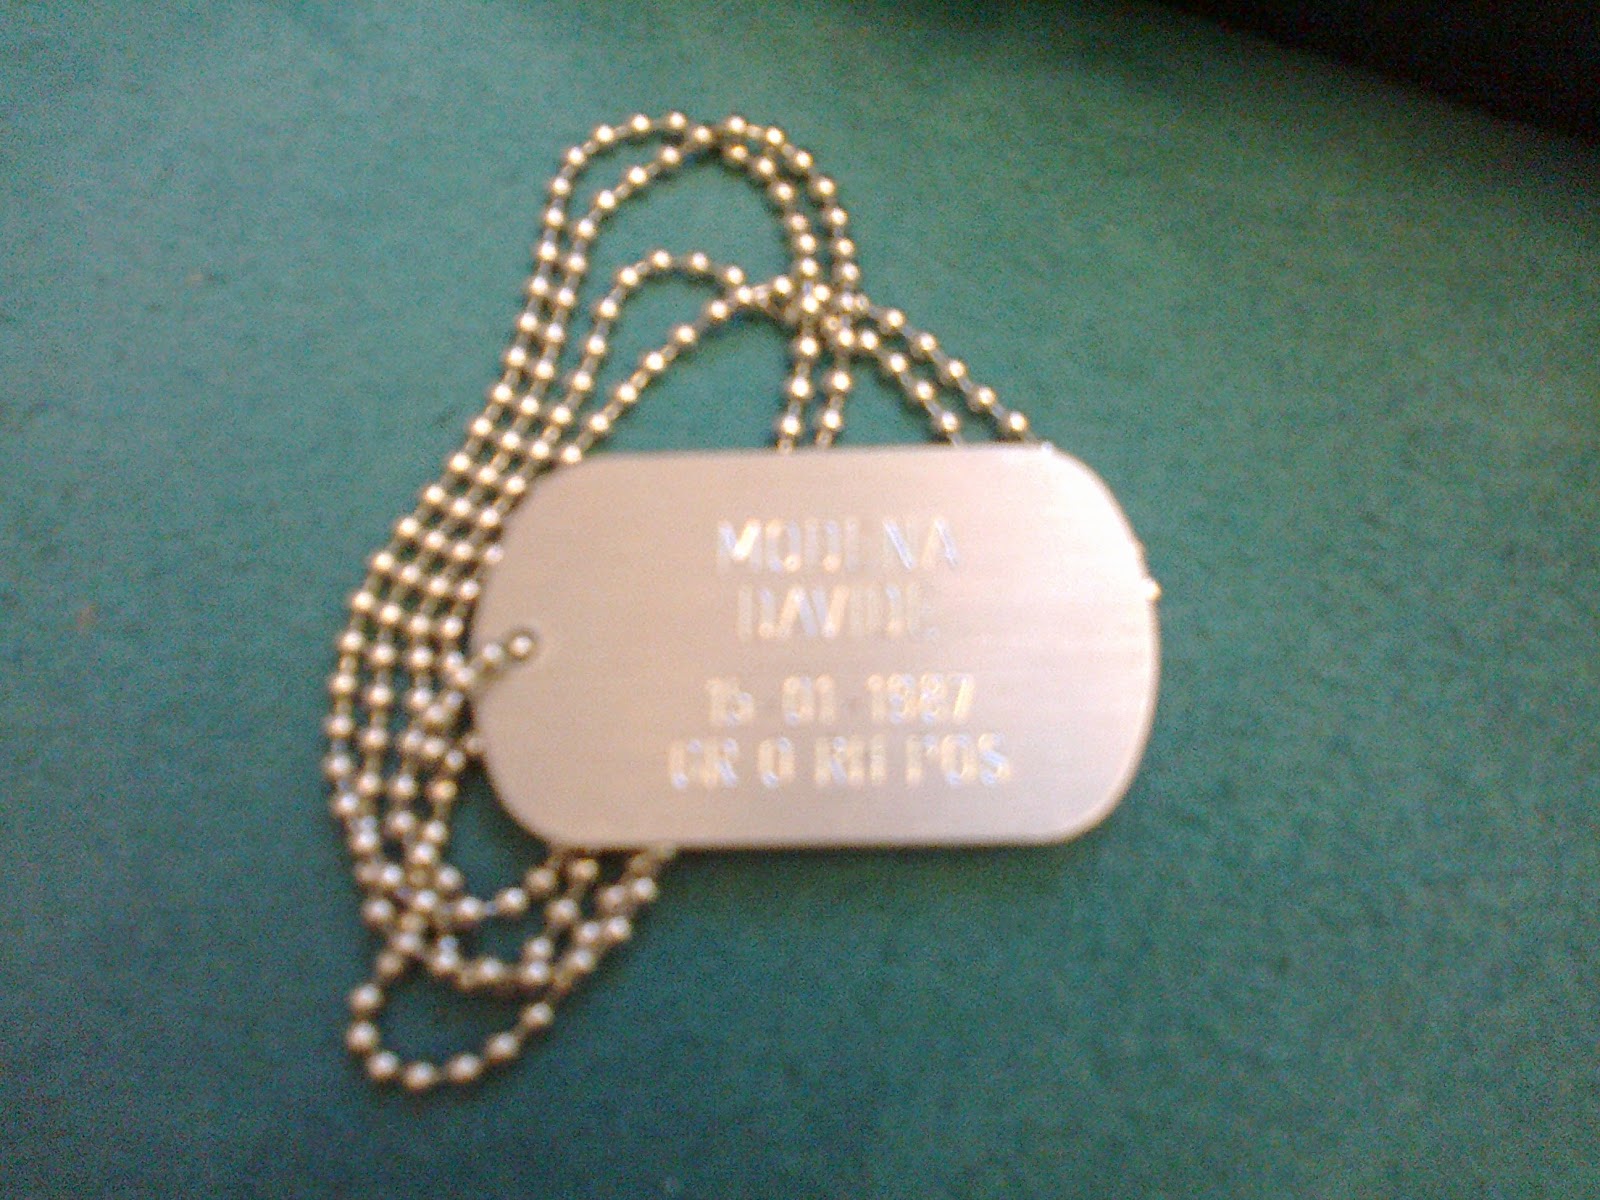 MODENA
DAVIDE
15 01 1987
GR 0 RH POS